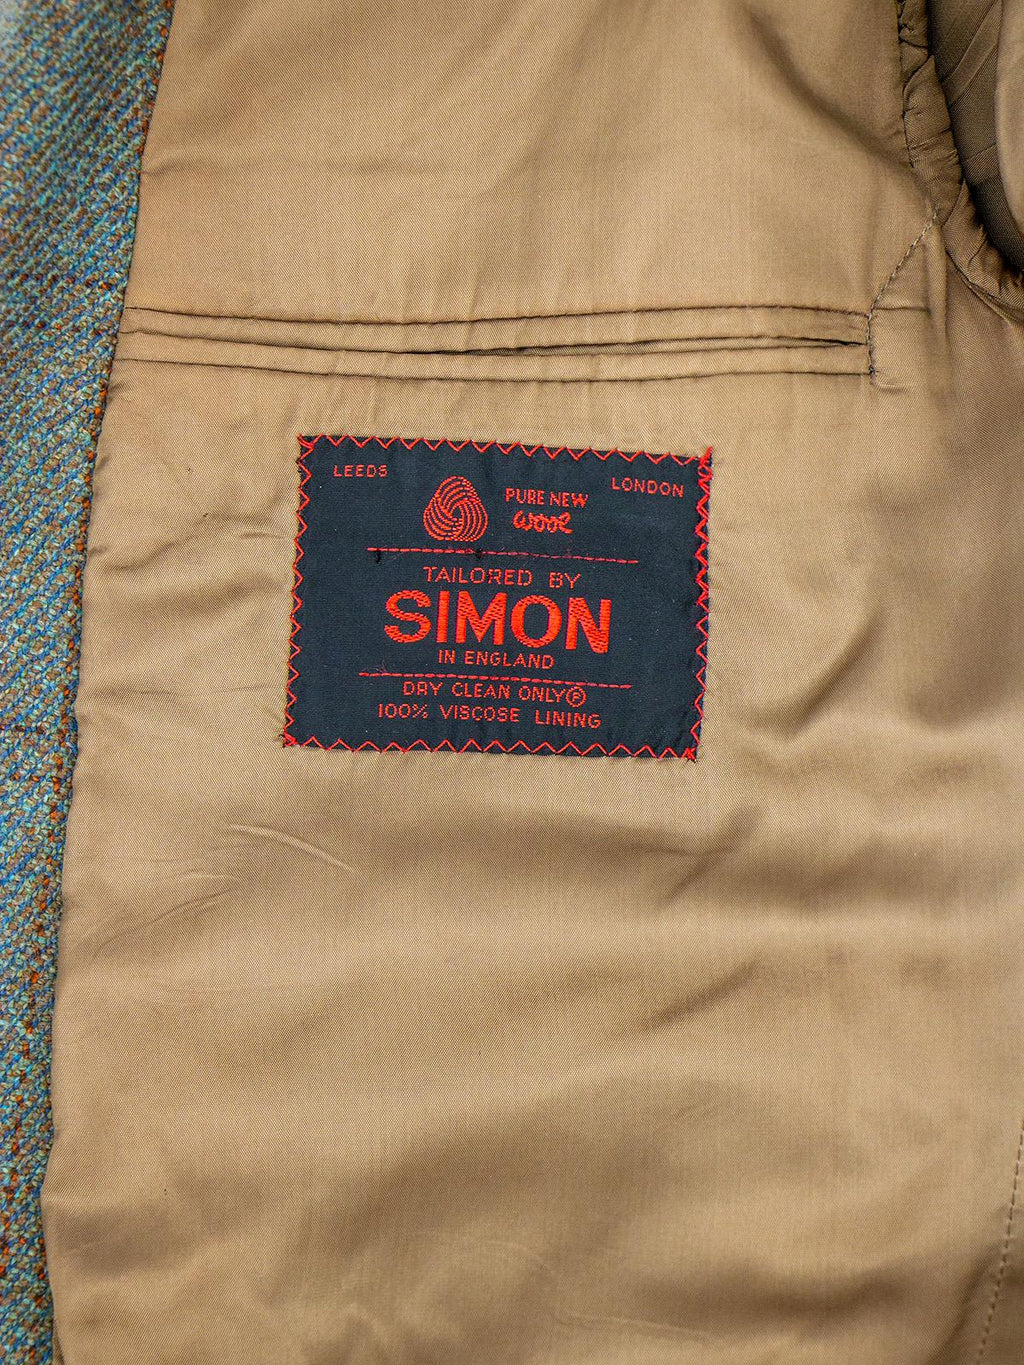 LEEDS
LONDON
PURE NEW
wool
TAILORED BY
SIMON
IN ENGLAND
DRY CLEAN ONLY Ⓟ
100% VISCOSE LINING